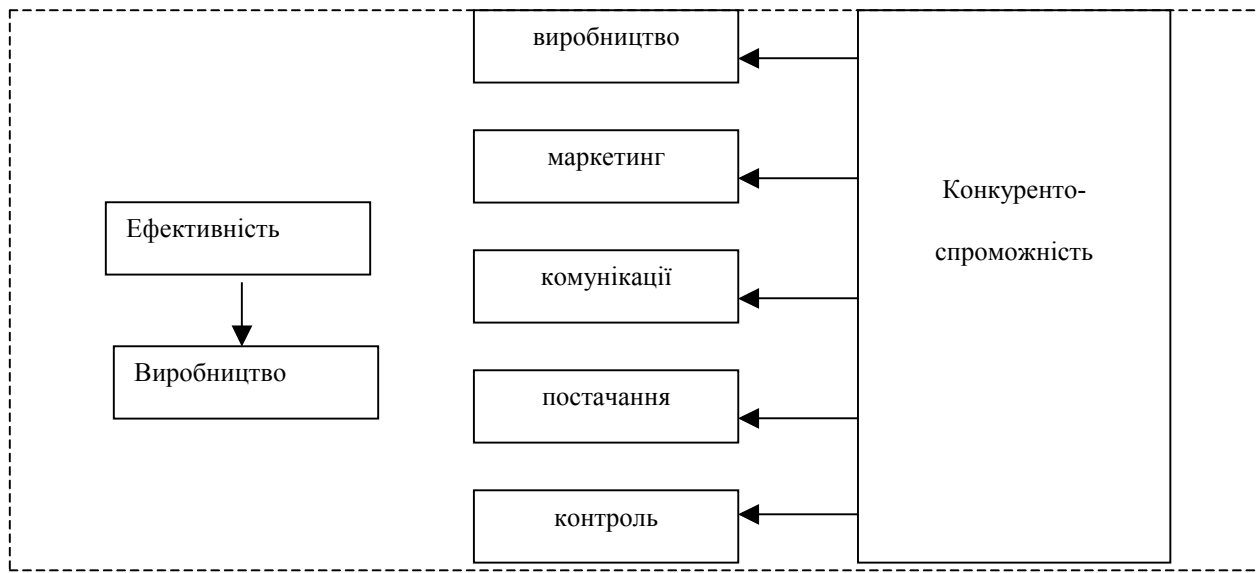 виробництво
маркетинг
Ефективність
комунікації
Виробництво
постачання
контроль
Конкуренто-
спроможність